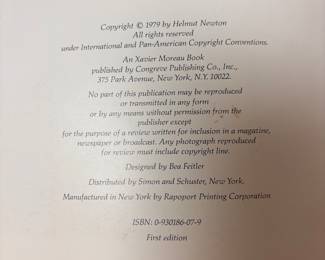 Copyright © 1979 by Helmut Newton
All rights reserved
under International and Pan-American Copyright Conventions.
An Xavier Moreau Book
published by Congreve Publishing Co., Inc.,
375 Park Avenue, New York, N.Y. 10022.
No part of this publication may be reproduced
or transmitted in any form
or by any means without permission from the
publisher except
for the purpose of a review written for inclusion in a magazine,
newspaper or broadcast. Any photograph reproduced
for review must include copyright line.
Designed by Bea Feitler
Distributed by Simon and Schuster, New York.
Manufactured in New York by Rapoport Printing Corporation
ISBN: 0-930186-07-9
First edition